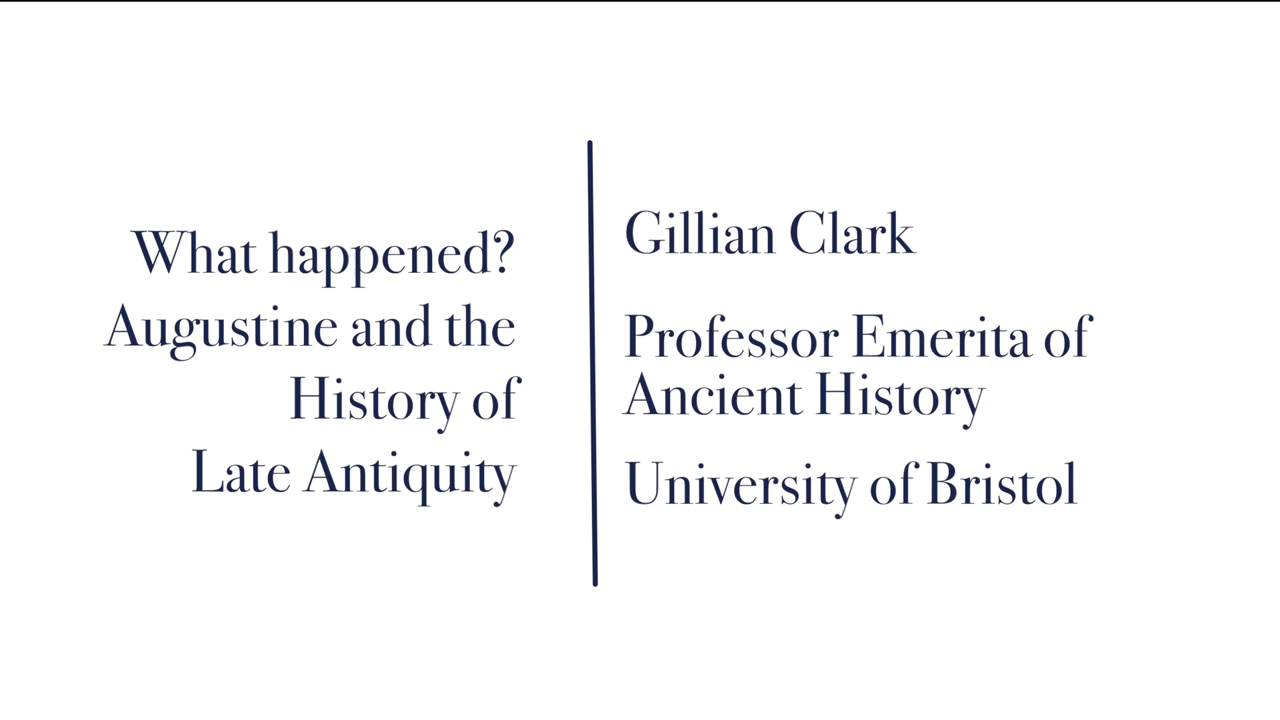 What happened?
Augustine and the
History of
Late Antiquity
Gillian Clark
Professor Emerita of
Ancient History
University of Bristol